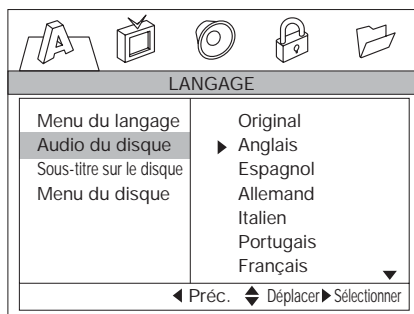 A
LANGAGE
Menu du langage
Audio du disque
Sous-titre sur le disque
Menu du disque
Original
Anglais
Espagnol
Allemand
Italien
Portugais
Français
Préc. Déplacer Sélectionner